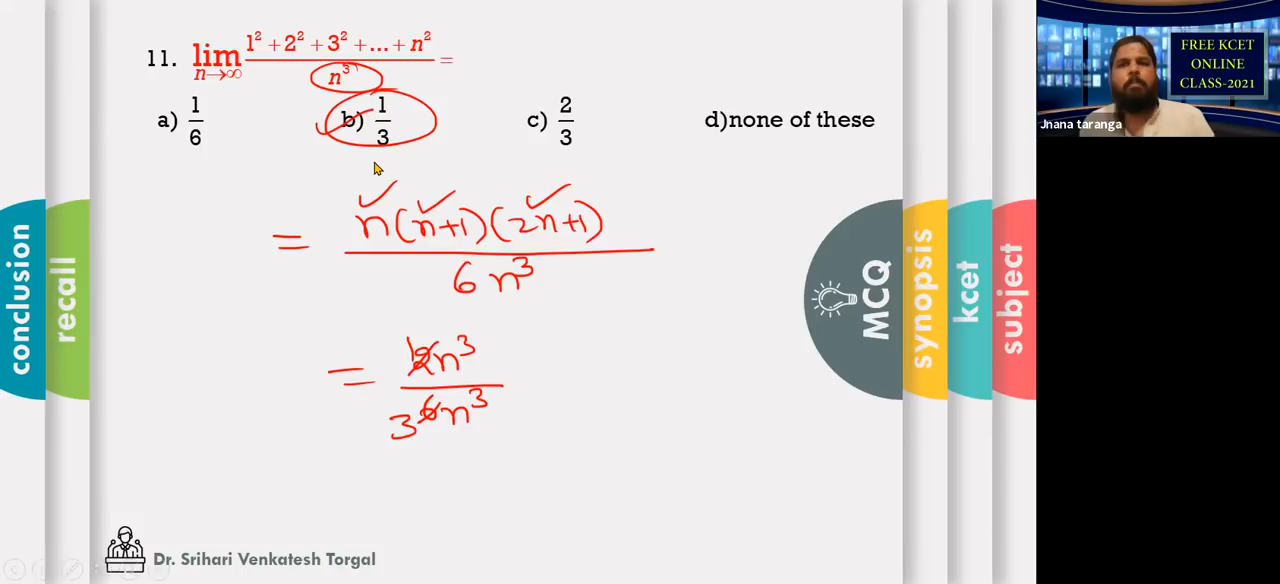 11. lim n→∞ (1² + 2² + 3² + ... + n²) / n³ =
a) 1/6 b) 1/3 c) 2/3 d)none of these
= n(n+1)(2n+1) / 6n³
= 1 2n³ / 3 6n³
conclusion
recall
MCQ
synopsis
kcet
subject
Dr. Srihari Venkatesh Torgal
FREE KCET
ONLINE
CLASS-2021
Jnana taranga